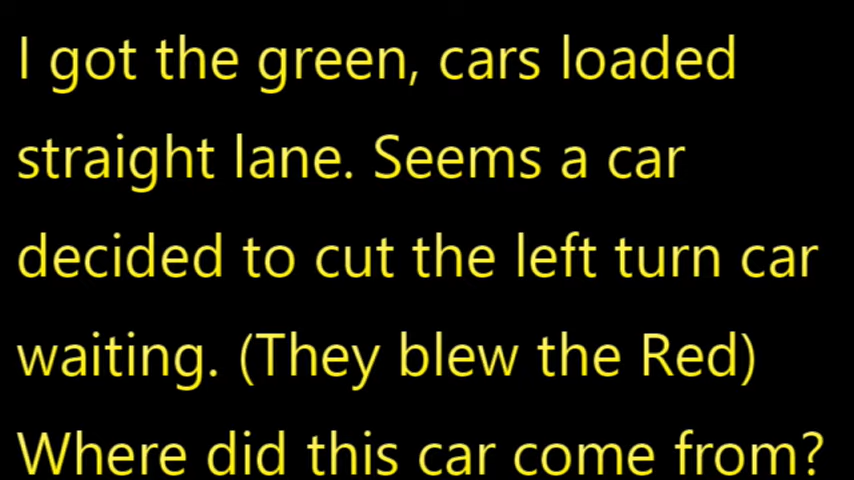 I got the green, cars loaded
straight lane. Seems a car
decided to cut the left turn car
waiting. (They blew the Red)
Where did this car come from?